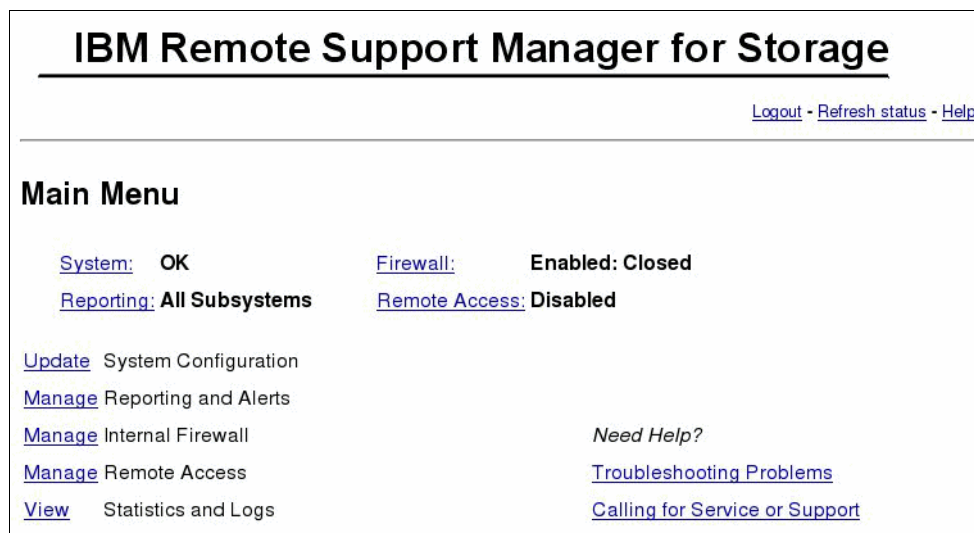 IBM Remote Support Manager for Storage
Logout - Refresh status - Help
Main Menu
System: OK Firewall: Enabled: Closed
Reporting: All Subsystems Remote Access: Disabled
Update System Configuration
Manage Reporting and Alerts
Manage Internal Firewall Need Help?
Manage Remote Access Troubleshooting Problems
View Statistics and Logs Calling for Service or Support